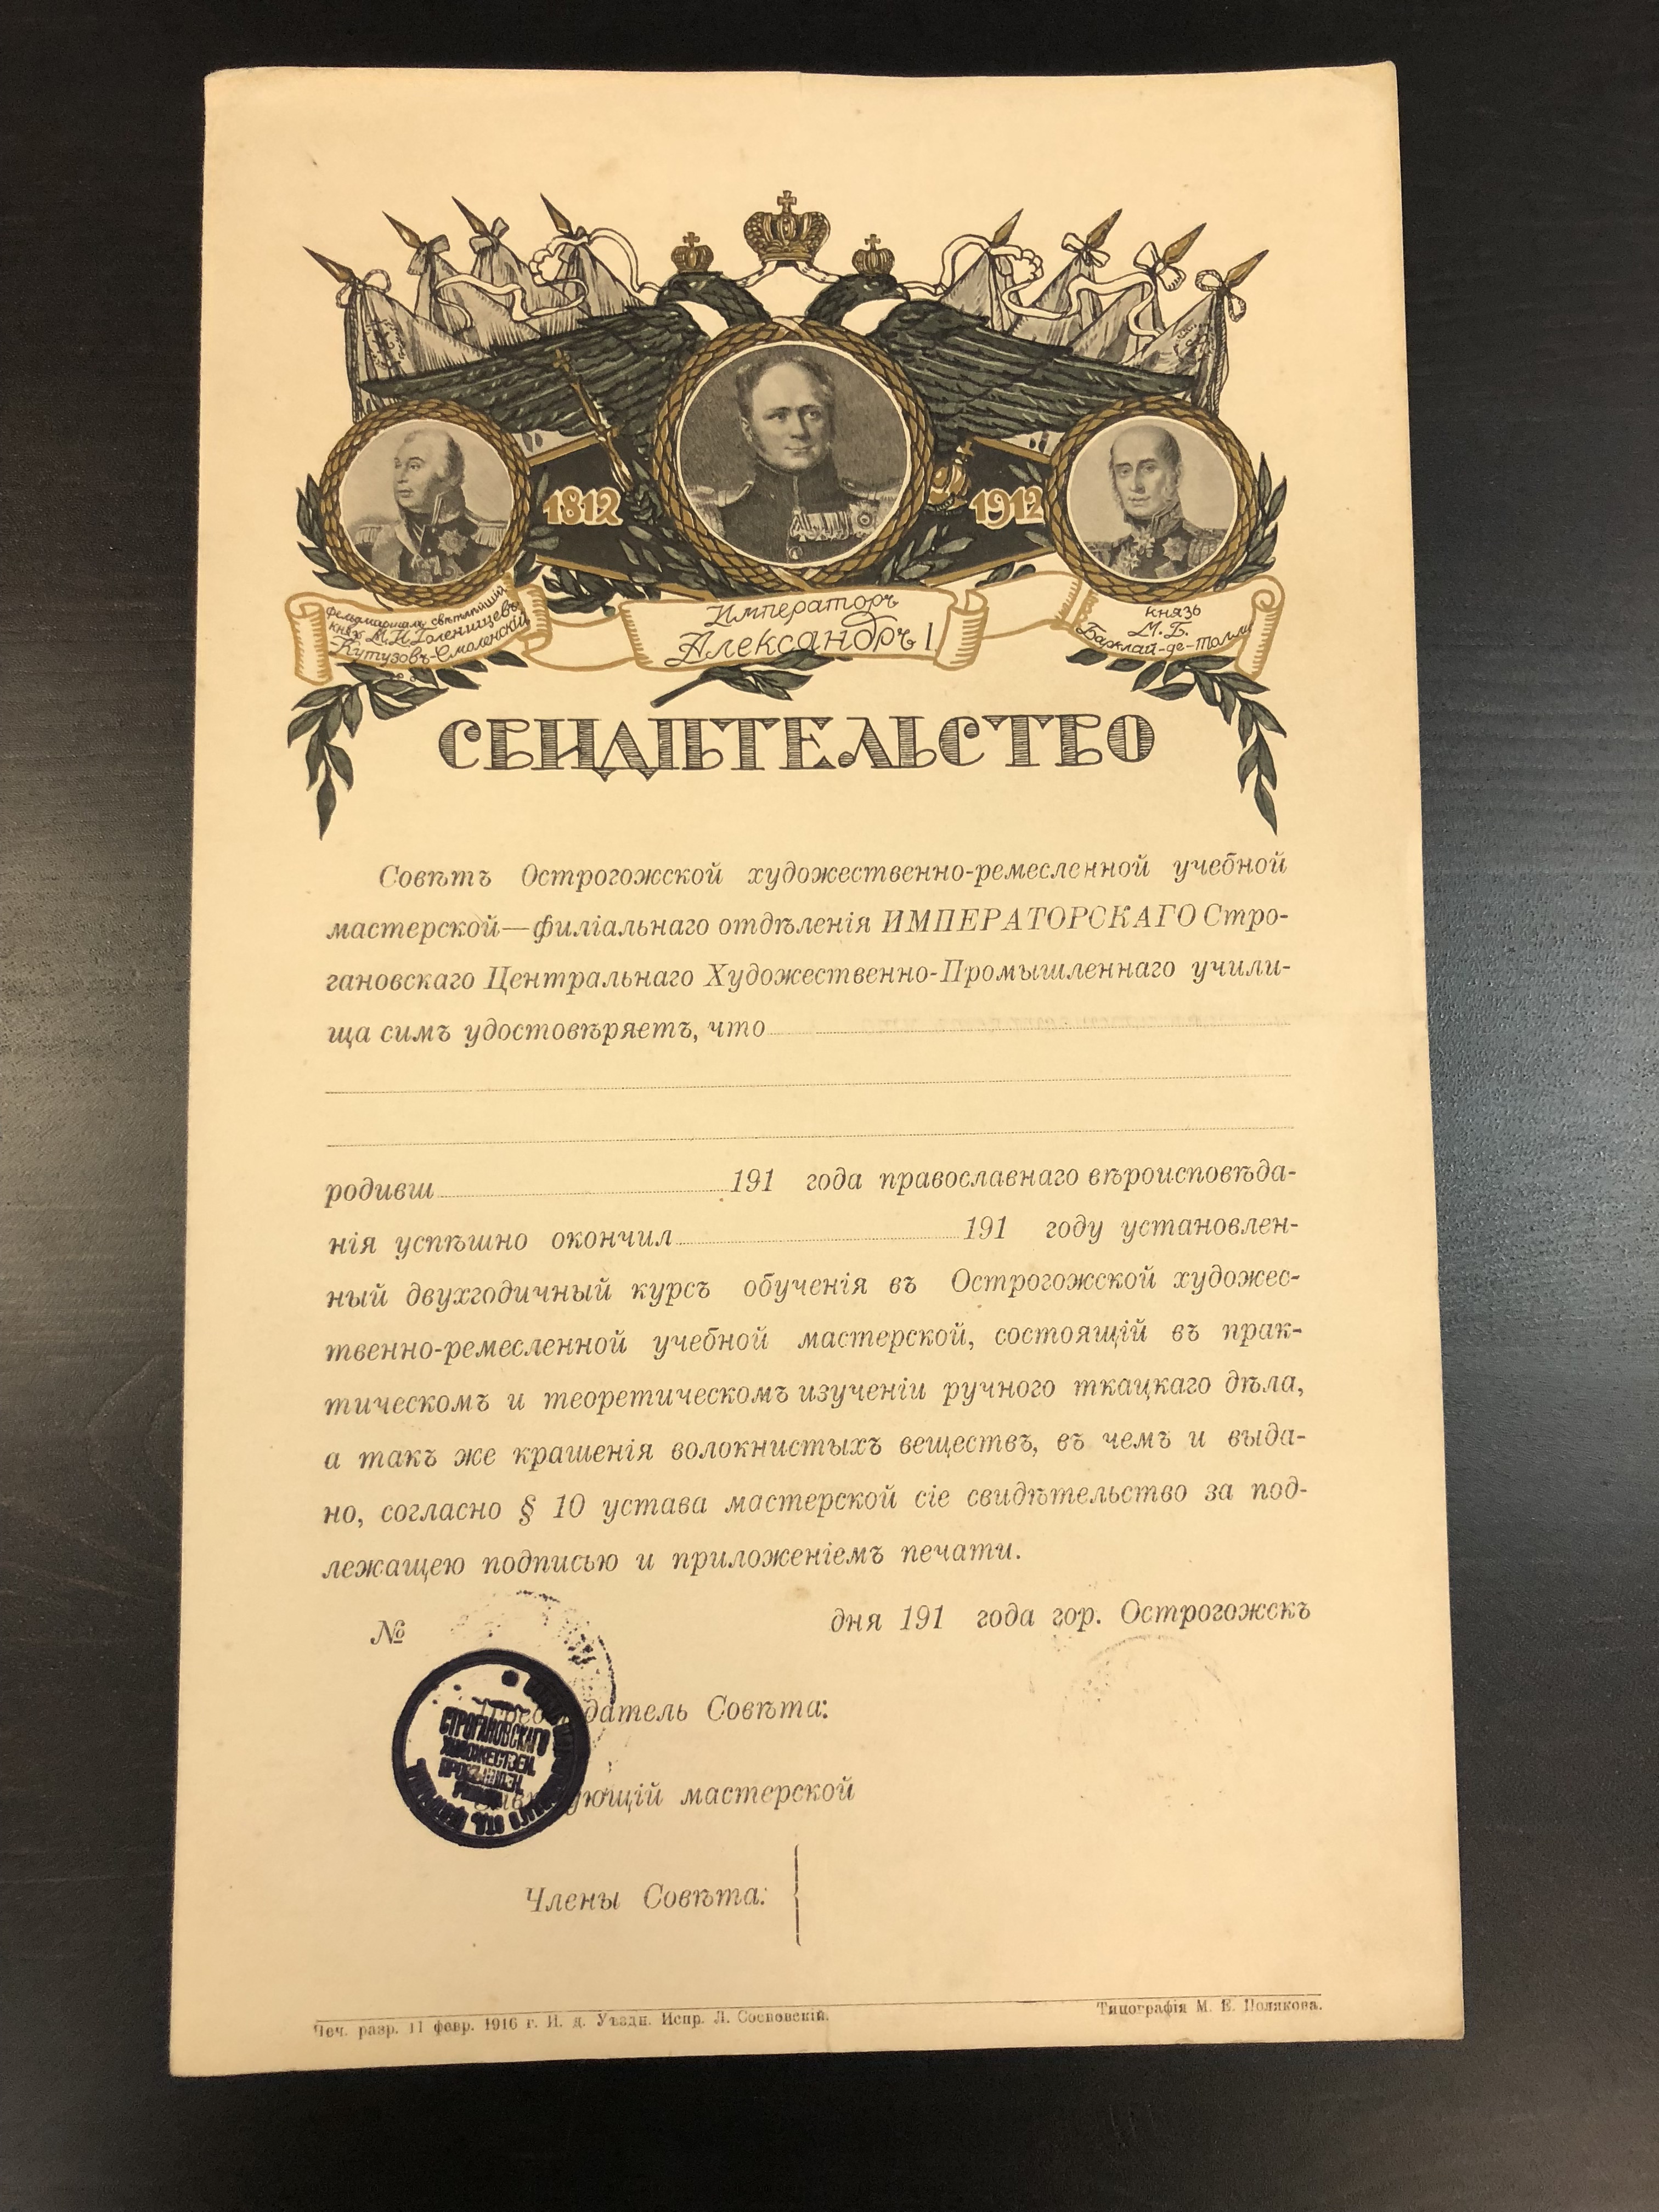 1812
1912
Фельдмаршалъ свѣтлѣйшій
князь М.И.Голенищевъ
Кутузовъ-Смоленскій
Императоръ
Александръ I
князь
М.Б.
Барклай-де-Толли
СВИДѢТЕЛЬСТВО
Совѣтъ Острогожской художественно-ремесленной учебной
мастерской—филіальнаго отдѣленія ИМПЕРАТОРСКАГО Стро-
гановскаго Центральнаго Художественно-Промышленнаго учили-
ща симъ удостовѣряетъ, что
родивш 191 года православнаго вѣроисповѣда-
нія успѣшно окончил 191 году установлен-
ный двухгодичный курсъ обученія въ Острогожской художес-
твенно-ремесленной учебной мастерской, состоящій въ прак-
тическомъ и теоретическомъ изученіи ручного ткацкаго дѣла,
а такъ же крашенія волокнистыхъ веществъ, въ чемъ и выда-
но, согласно § 10 устава мастерской сіе свидѣтельство за под-
лежащею подписью и приложеніемъ печати.
№ дня 191 года гор. Острогожскъ
Предсѣдатель Совѣта:
СТРОГАНОВСКАГО
ХУДОЖЕСТВЕН.
Завѣдующій мастерской
Члены Совѣта:
Печ. разр. 11 февр. 1916 г. И. д. Уѣздн. Испр. Л. Сосновскій.
Типографія М. Е. Полякова.